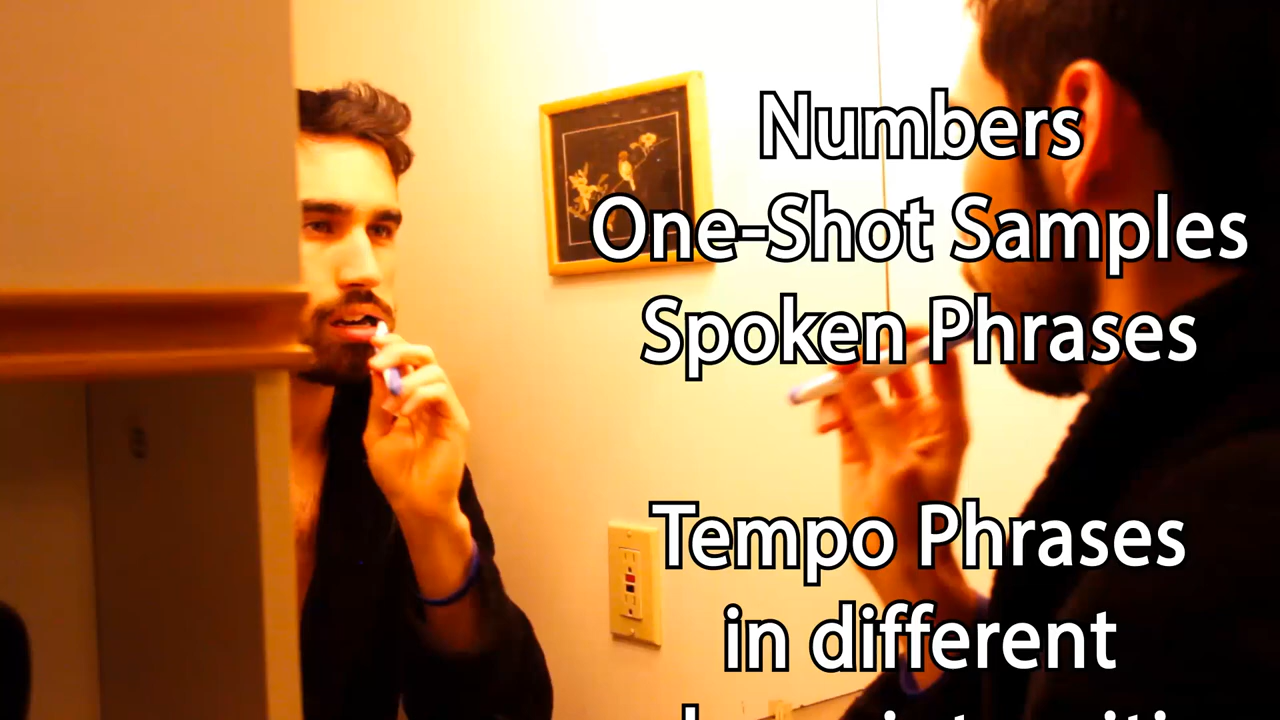 Numbers
One-Shot Samples
Spoken Phrases
Tempo Phrases
in different